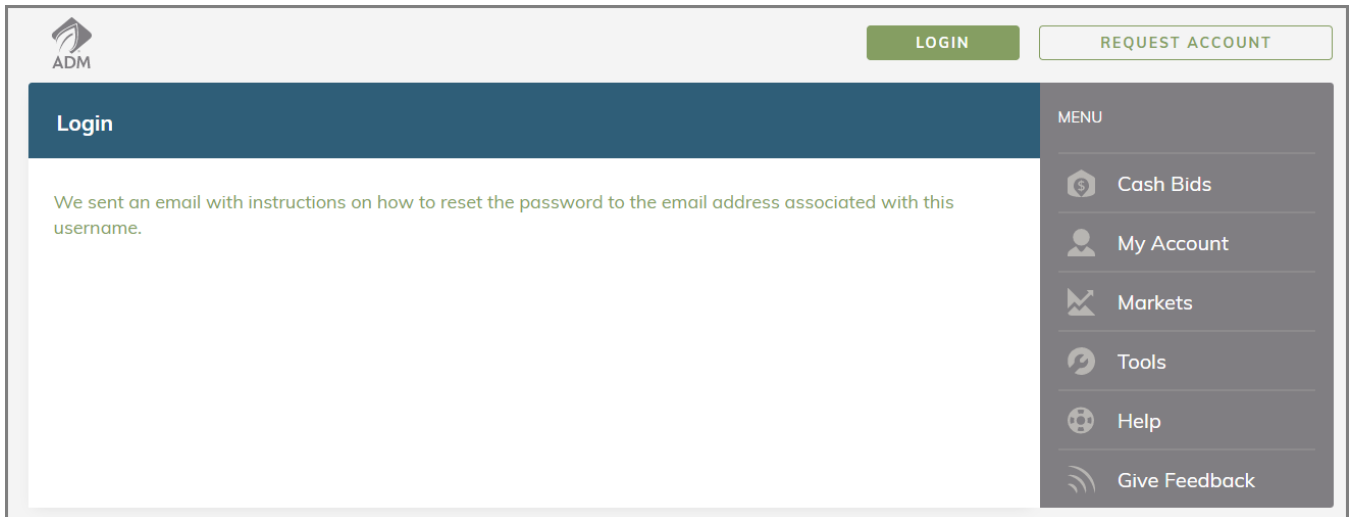 ADM
LOGIN
REQUEST ACCOUNT
Login
We sent an email with instructions on how to reset the password to the email address associated with this
username.
MENU
Cash Bids
My Account
Markets
Tools
Help
Give Feedback